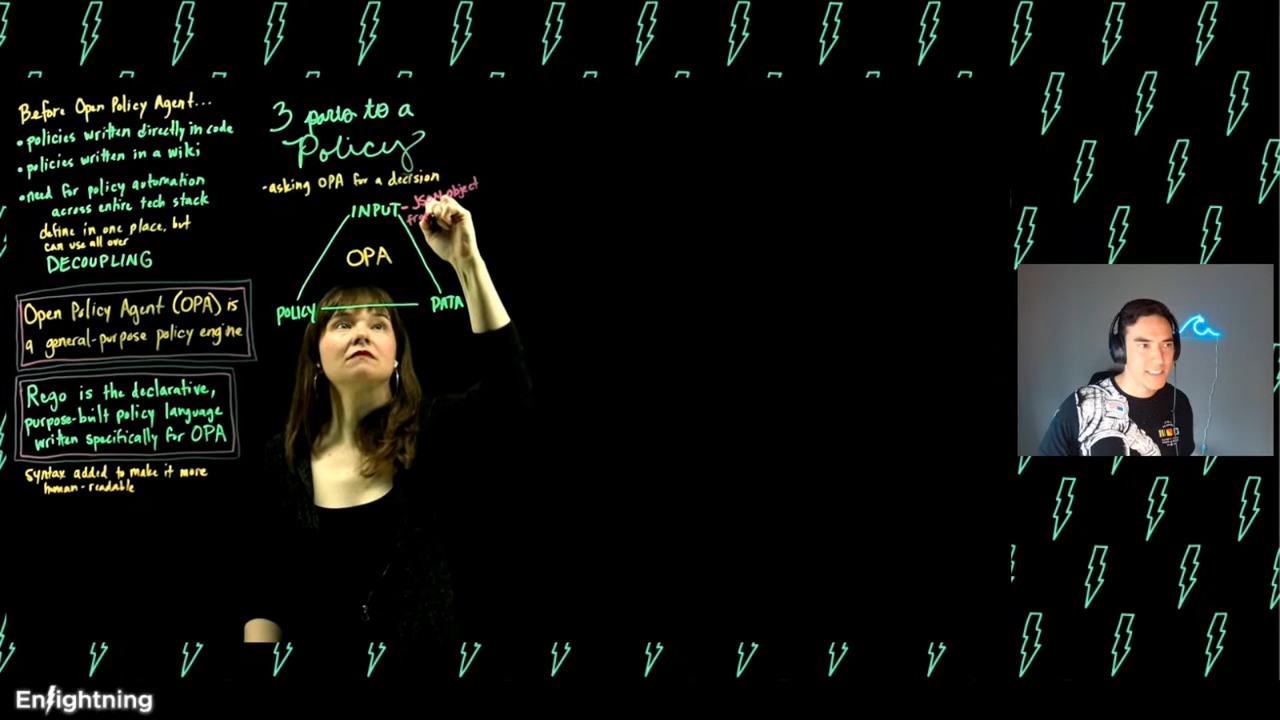 Before Open Policy Agent...
• policies written directly in code
• policies written in a wiki
• need for policy automation
across entire tech stack
define in one place, but
can use all over
DECOUPLING
Open Policy Agent (OPA) is
a general-purpose policy engine
Rego is the declarative,
purpose-built policy language
written specifically for OPA
Syntax added to make it more
human-readable
3 parts to a
Policy
- asking OPA for a decision
INPUT - JSON object
OPA
POLICY
DATA
Enlightning